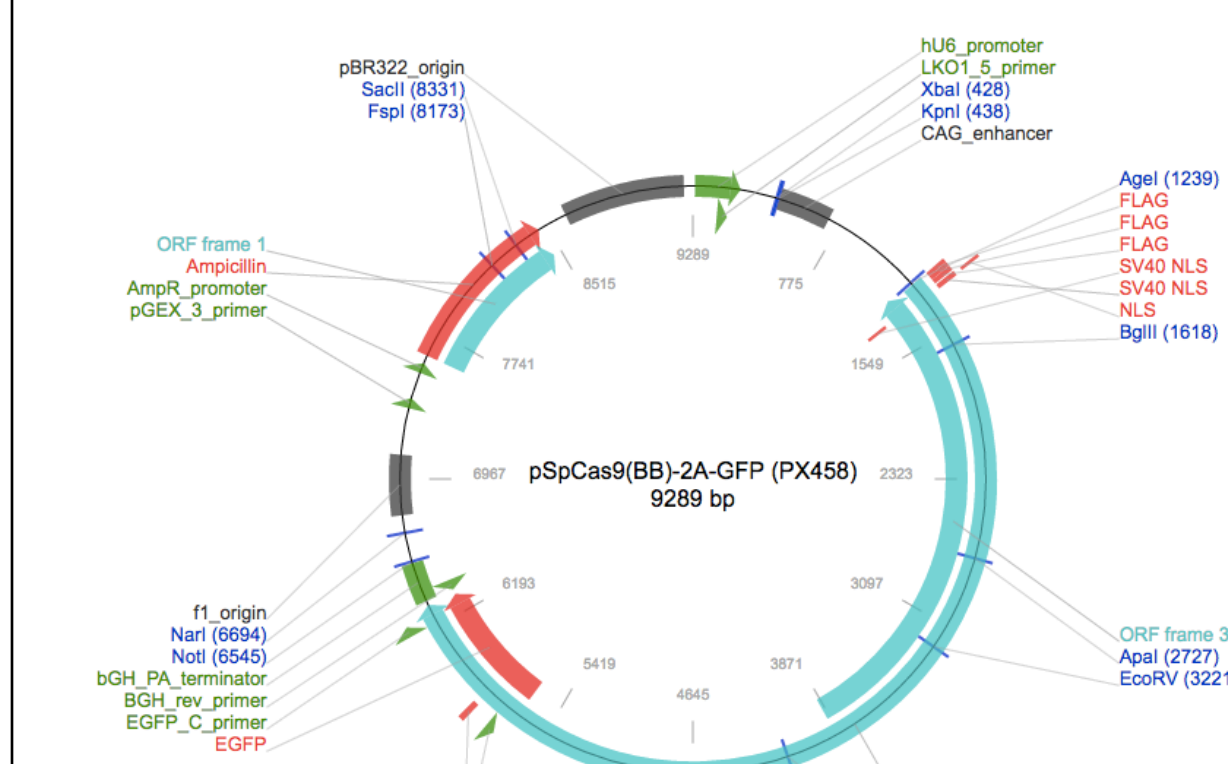 hU6_promoter
LKO1_5_primer
XbaI (428)
KpnI (438)
CAG_enhancer
pBR322_origin
SacII (8331)
FspI (8173)
AgeI (1239)
FLAG
FLAG
FLAG
SV40 NLS
SV40 NLS
NLS
BglII (1618)
ORF frame 1
Ampicillin
AmpR_promoter
pGEX_3_primer
9289
8515
775
7741
1549
6967
pSpCas9(BB)-2A-GFP (PX458)
9289 bp
2323
6193
3097
5419
3871
4645
f1_origin
NarI (6694)
NotI (6545)
bGH_PA_terminator
BGH_rev_primer
EGFP_C_primer
EGFP
ORF frame 3
ApaI (2727)
EcoRV (3221